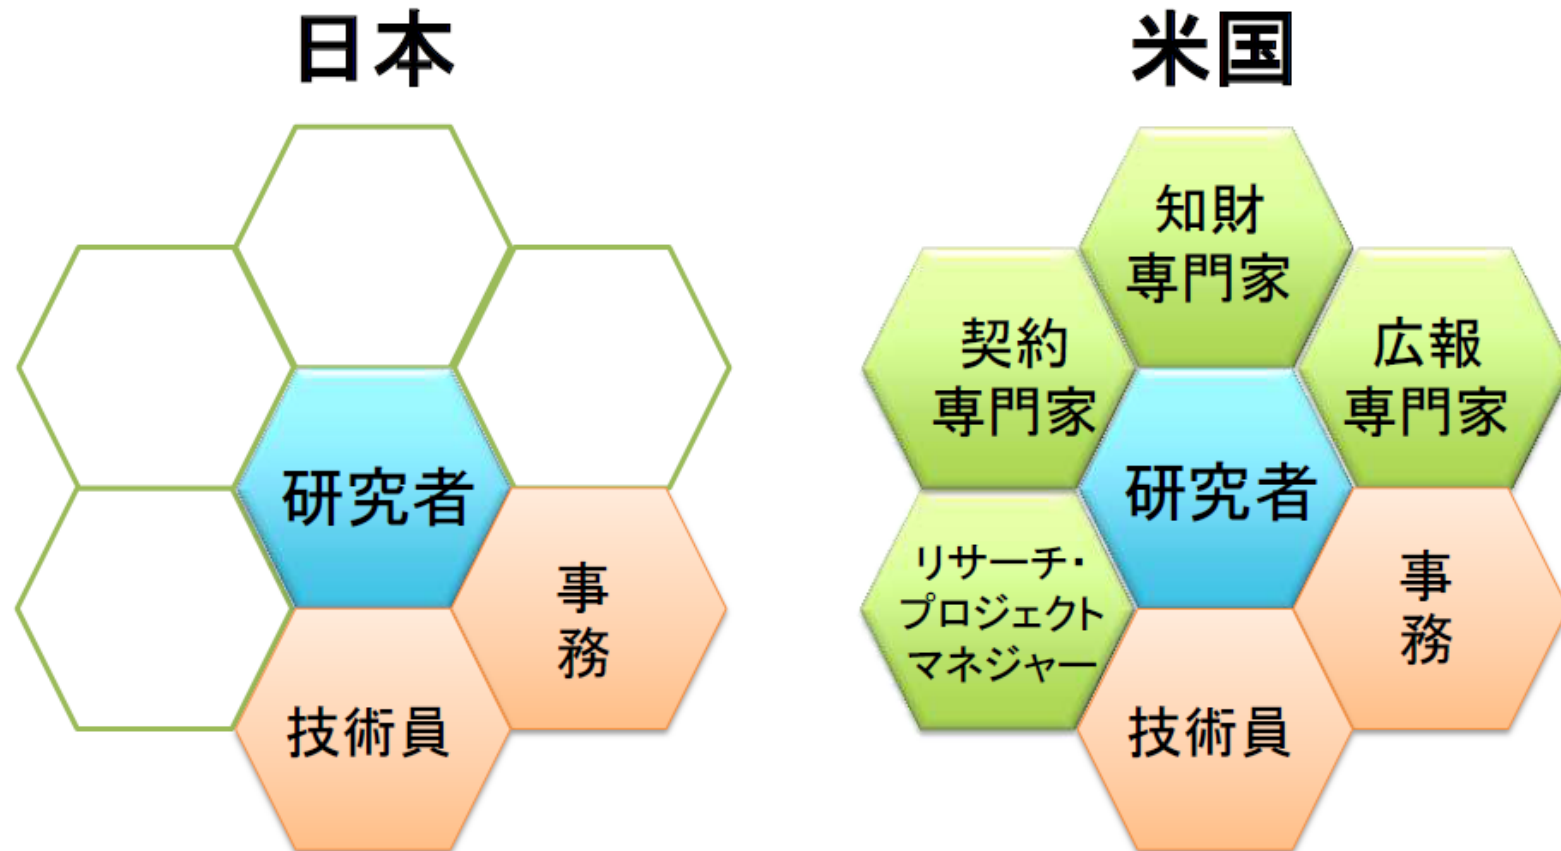 日本
研究者
事
務
技術員
米国
知財
専門家
契約
専門家
広報
専門家
研究者
リサーチ・
プロジェクト
マネジャー
事
務
技術員